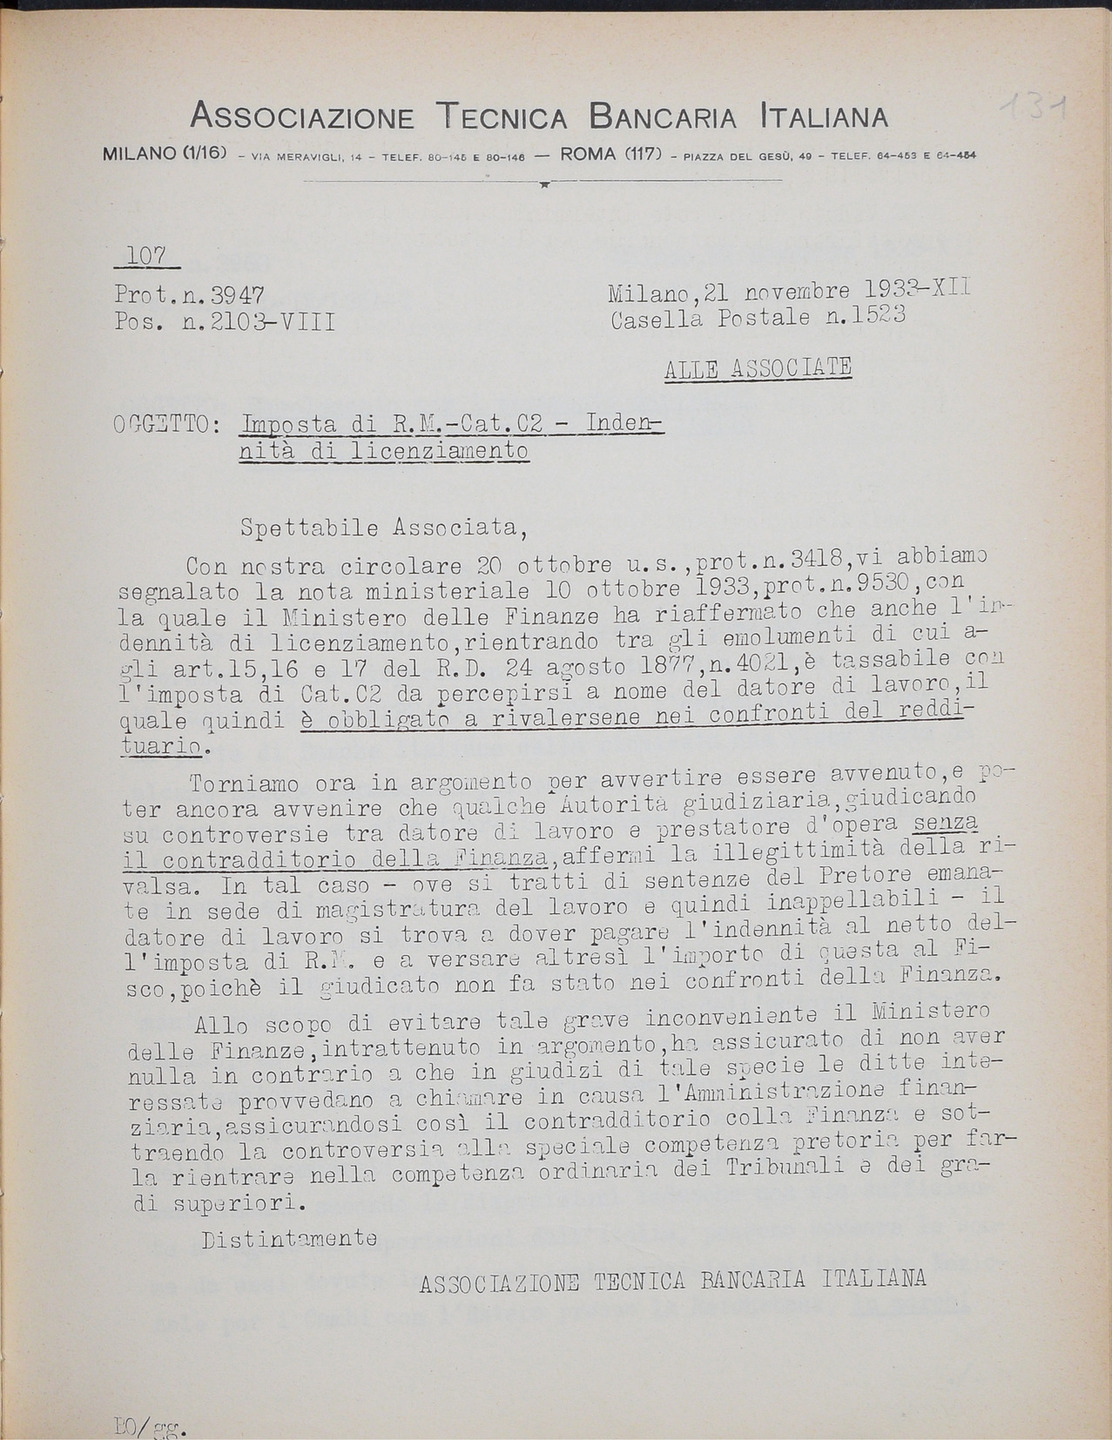 131
ASSOCIAZIONE TECNICA BANCARIA ITALIANA
MILANO (1/16) - VIA MERAVIGLI, 14 - TELEF. 80-145 E 80-146 — ROMA (117) - PIAZZA DEL GESÙ, 49 - TELEF. 64-453 E 64-454
107
Prot.n.3947
Milano,21 novembre 1933-XII
Pos. n.2103-VIII
Casella Postale n.1523
ALLE ASSOCIATE
OGGETTO: Imposta di R.M.-Cat.C2 - Inden-
nità di licenziamento
Spettabile Associata,
Con nostra circolare 20 ottobre u.s.,prot.n.3418,vi abbiamo
segnalato la nota ministeriale 10 ottobre 1933,prot.n.9530,con
la quale il Ministero delle Finanze ha riaffermato che anche l'in-
dennità di licenziamento,rientrando tra gli emolumenti di cui a-
gli art.15,16 e 17 del R.D. 24 agosto 1877,n.4021,è tassabile con
l'imposta di Cat.C2 da percepirsi a nome del datore di lavoro,il
quale quindi è obbligato a rivalersene nei confronti del reddi-
tuario.
Torniamo ora in argomento per avvertire essere avvenuto,e po-
ter ancora avvenire che qualche Autorità giudiziaria,giudicando
su controversie tra datore di lavoro e prestatore d'opera senza
il contradditorio della Finanza,affermi la illegittimità della ri-
valsa. In tal caso - ove si tratti di sentenze del Pretore emana-
te in sede di magistratura del lavoro e quindi inappellabili - il
datore di lavoro si trova a dover pagare l'indennità al netto del-
l'imposta di R.M. e a versare altresì l'importo di questa al Fi-
sco,poichè il giudicato non fa stato nei confronti della Finanza.
Allo scopo di evitare tale grave inconveniente il Ministero
delle Finanze,intrattenuto in argomento,ha assicurato di non aver
nulla in contrario a che in giudizi di tale specie le ditte inte-
ressate provvedano a chiamare in causa l'Amministrazione finan-
ziaria,assicurandosi così il contradditorio colla Finanza e sot-
traendo la controversia alla speciale competenza pretoria per far-
la rientrare nella competenza ordinaria dei Tribunali e dei gra-
di superiori.
Distintamente
ASSOCIAZIONE TECNICA BANCARIA ITALIANA
BO/gg.